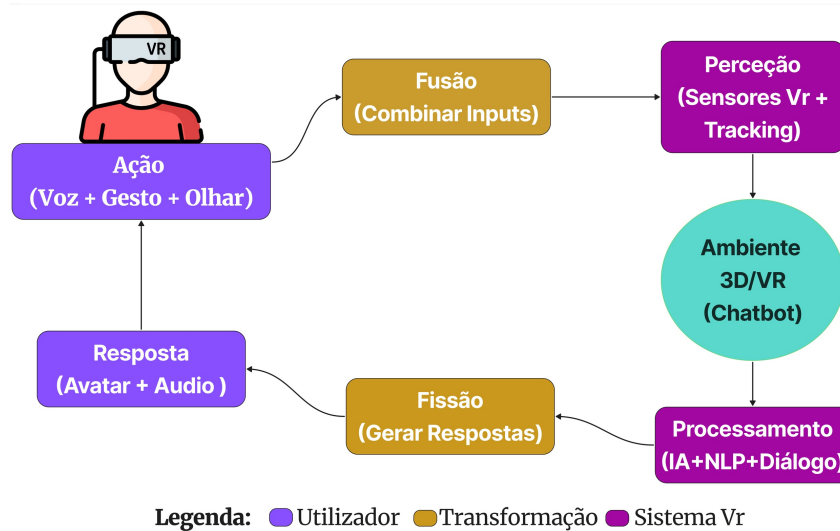 VR
Ação
(Voz + Gesto + Olhar)
Fusão
(Combinar Inputs)
Perceção
(Sensores Vr +
Tracking)
Ambiente
3D/VR
(Chatbot)
Processamento
(IA+NLP+Diálogo)
Fissão
(Gerar Respostas)
Resposta
(Avatar + Audio )
Legenda: Utilizador Transformação Sistema Vr